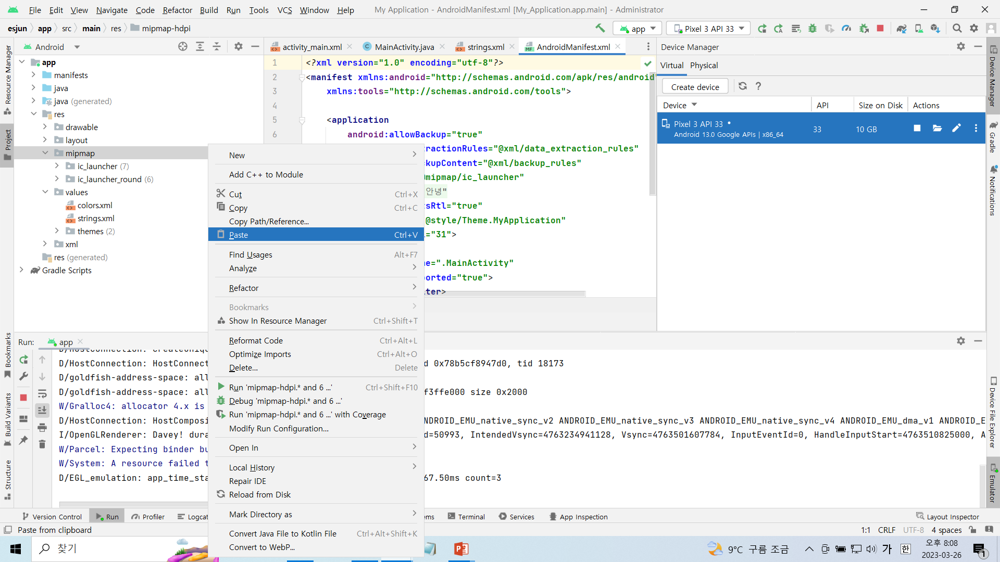 File Edit View Navigate Code Refactor Build Run Tools VCS Window Help My Application - AndroidManifest.xml [My_Application.app.main] - Administrator
esjun app src main res mipmap-hdpi
app Pixel 3 API 33
Android
activity_main.xml MainActivity.java strings.xml AndroidManifest.xml
Device Manager
Resource Manager
Project
Bookmarks
Build Variants
Structure
app
manifests
java
java (generated)
res
drawable
layout
mipmap
ic_launcher (7)
ic_launcher_round (6)
values
colors.xml
strings.xml
themes (2)
xml
res (generated)
Gradle Scripts
1 <?xml version="1.0" encoding="utf-8"?>
2 <manifest xmlns:android="http://schemas.android.com/apk/res/android"
3 xmlns:tools="http://schemas.android.com/tools">
4
5 <application
6 android:allowBackup="true"
tractionRules="@xml/data_extraction_rules"
kupContent="@xml/backup_rules"
@mipmap/ic_launcher"
안녕"
sRtl="true"
@style/Theme.MyApplication"
="31">
e=".MainActivity"
orted="true">
ter>
New
Add C++ to Module
Cut Ctrl+X
Copy Ctrl+C
Copy Path/Reference...
Paste Ctrl+V
Find Usages Alt+F7
Analyze
Refactor
Bookmarks
Show In Resource Manager Ctrl+Shift+T
Reformat Code Ctrl+Alt+L
Optimize Imports Ctrl+Alt+O
Delete... Delete
Run 'mipmap-hdpi.* and 6 ...' Ctrl+Shift+F10
Debug 'mipmap-hdpi.* and 6 ...'
Run 'mipmap-hdpi.* and 6 ...' with Coverage
Modify Run Configuration...
Open In
Local History
Repair IDE
Reload from Disk
Mark Directory as
Convert Java File to Kotlin File Ctrl+Alt+Shift+K
Convert to WebP...
Virtual Physical
Create device ?
Device API Size on Disk Actions
Pixel 3 API 33 33 10 GB
Android 13.0 Google APIs | x86_64
Device Manager
Gradle
Notifications
Device File Explorer
Emulator
Run: app
D/HostConnection: createUniq
D/HostConnection: HostConnect d 0x78b5cf8947d0, tid 18173
D/goldfish-address-space: all
D/goldfish-address-space: all f3ffe000 size 0x2000
W/Gralloc4: allocator 4.x is
D/HostConnection: HostComposi NDROID_EMU_native_sync_v2 ANDROID_EMU_native_sync_v3 ANDROID_EMU_native_sync_v4 ANDROID_EMU_dma_v1 ANDROID_E
I/OpenGLRenderer: Davey! dura d=50993, IntendedVsync=4763234941128, Vsync=4763501607784, InputEventId=0, HandleInputStart=4763510825000, A
W/Parcel: Expecting binder bu
W/System: A resource failed t
D/EGL_emulation: app_time_sta 67.50ms count=3
Version Control Run Profiler Logcat ems Terminal Services App Inspection Layout Inspector
Paste from clipboard 1:1 CRLF UTF-8 4 spaces
찾기 9°C 구름 조금 가 한 오후 8:08
2023-03-26
1